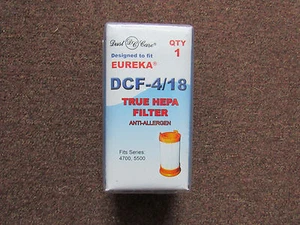 Dust Care
Designed to fit
EUREKA®
QTY
1
DCF-4/18
TRUE HEPA
FILTER
ANTI-ALLERGEN
Fits Series:
4700, 5500